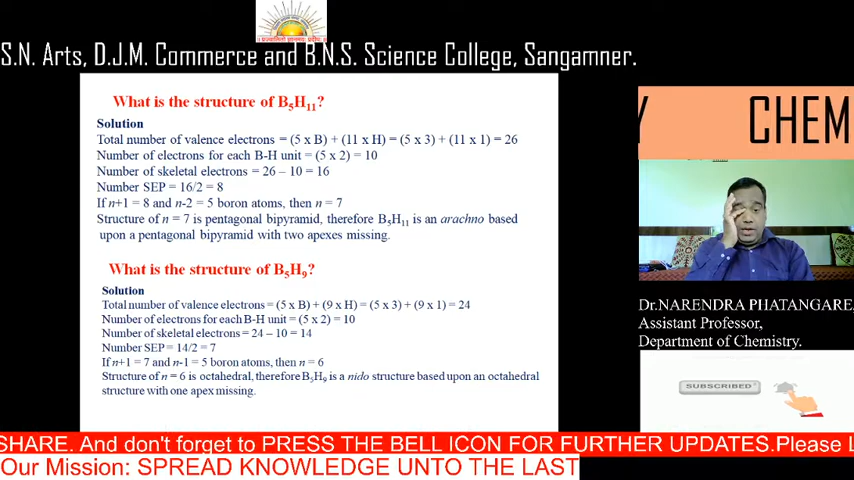 S.N. Arts, D.J.M. Commerce and B.N.S. Science College, Sangamner.
What is the structure of B₅H₁₁?
Solution
Total number of valence electrons = (5 x B) + (11 x H) = (5 x 3) + (11 x 1) = 26
Number of electrons for each B-H unit = (5 x 2) = 10
Number of skeletal electrons = 26 – 10 = 16
Number SEP = 16/2 = 8
If n+1 = 8 and n-2 = 5 boron atoms, then n = 7
Structure of n = 7 is pentagonal bipyramid, therefore B₅H₁₁ is an arachno based
upon a pentagonal bipyramid with two apexes missing.
What is the structure of B₅H₉?
Solution
Total number of valence electrons = (5 x B) + (9 x H) = (5 x 3) + (9 x 1) = 24
Number of electrons for each B-H unit = (5 x 2) = 10
Number of skeletal electrons = 24 – 10 = 14
Number SEP = 14/2 = 7
If n+1 = 7 and n-1 = 5 boron atoms, then n = 6
Structure of n = 6 is octahedral, therefore B₅H₉ is a nido structure based upon an octahedral
structure with one apex missing.
Y CHEM
Dr.NARENDRA PHATANGARE,
Assistant Professor,
Department of Chemistry.
SUBSCRIBED
SHARE. And don't forget to PRESS THE BELL ICON FOR FURTHER UPDATES.Please L
Our Mission: SPREAD KNOWLEDGE UNTO THE LAST